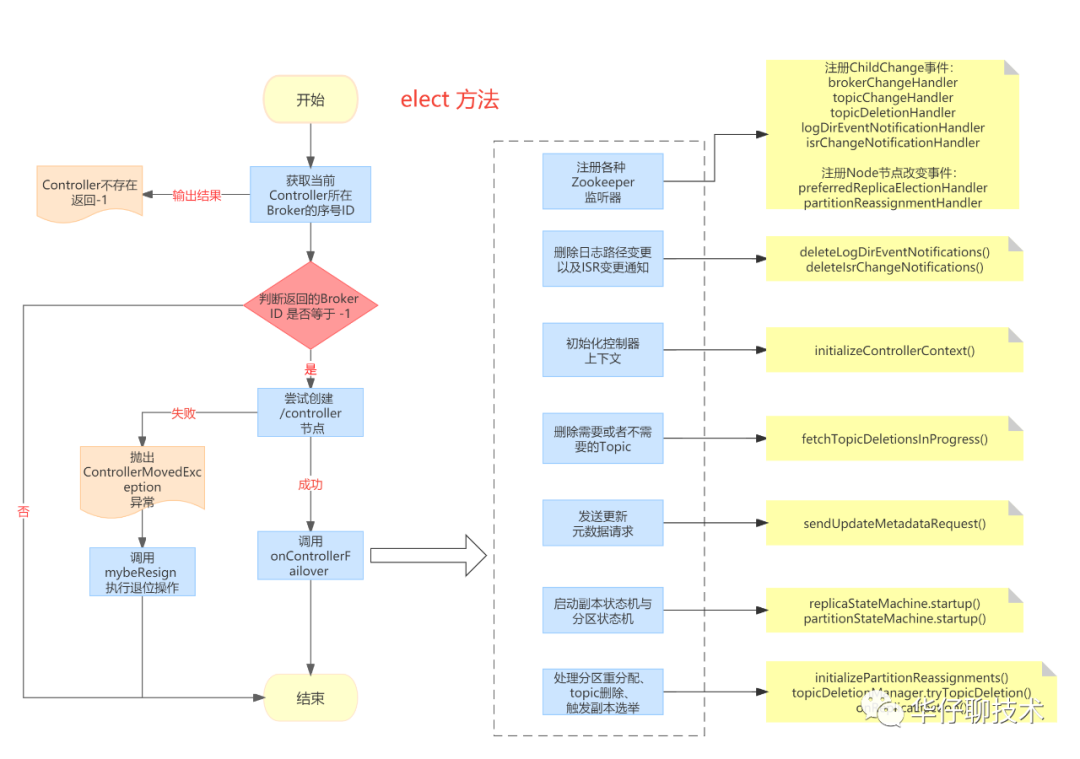 elect 方法
开始
获取当前
Controller所在
Broker的序号ID
输出结果
Controller不存在
返回-1
判断返回的Broker
ID 是否等于 -1
是
否
尝试创建
/controller
节点
失败
抛出
ControllerMovedExc
eption
异常
调用
mybeResign
执行退位操作
成功
调用
onControllerF
ailover
结束
注册各种
Zookeeper
监听器
注册ChildChange事件：
brokerChangeHandler
topicChangeHandler
topicDeletionHandler
logDirEventNotificationHandler
isrChangeNotificationHandler
注册Node节点改变事件：
preferredReplicaElectionHandler
partitionReassignmentHandler
删除日志路径变更
以及ISR变更通知
deleteLogDirEventNotifications()
deleteIsrChangeNotifications()
初始化控制器
上下文
initializeControllerContext()
删除需要或者不需
要的Topic
fetchTopicDeletionsInProgress()
发送更新
元数据请求
sendUpdateMetadataRequest()
启动副本状态机与
分区状态机
replicaStateMachine.startup()
partitionStateMachine.startup()
处理分区重分配、
topic删除、
触发副本选举
initializePartitionReassignments()
topicDeletionManager.tryTopicDeletion()
华仔聊技术